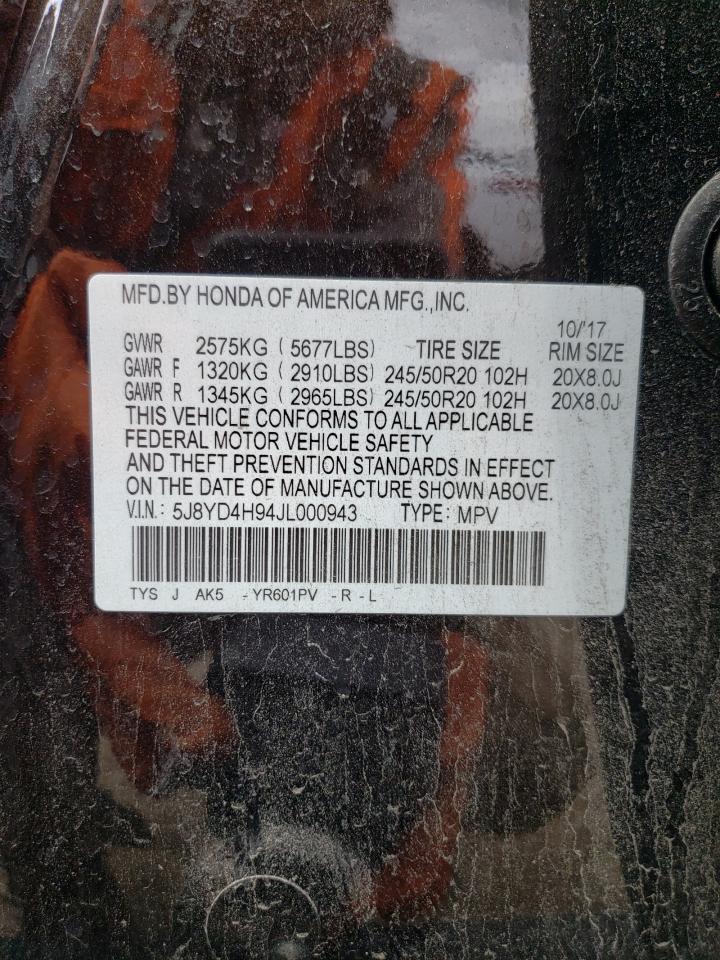 MFD.BY HONDA OF AMERICA MFG.,INC.
10/'17
GVWR 2575KG ( 5677LBS) TIRE SIZE RIM SIZE
GAWR F 1320KG ( 2910LBS) 245/50R20 102H 20X8.0J
GAWR R 1345KG ( 2965LBS) 245/50R20 102H 20X8.0J
THIS VEHICLE CONFORMS TO ALL APPLICABLE
FEDERAL MOTOR VEHICLE SAFETY
AND THEFT PREVENTION STANDARDS IN EFFECT
ON THE DATE OF MANUFACTURE SHOWN ABOVE.
V.I.N.: 5J8YD4H94JL000943 TYPE: MPV
TYS J AK5 - YR601PV - R - L